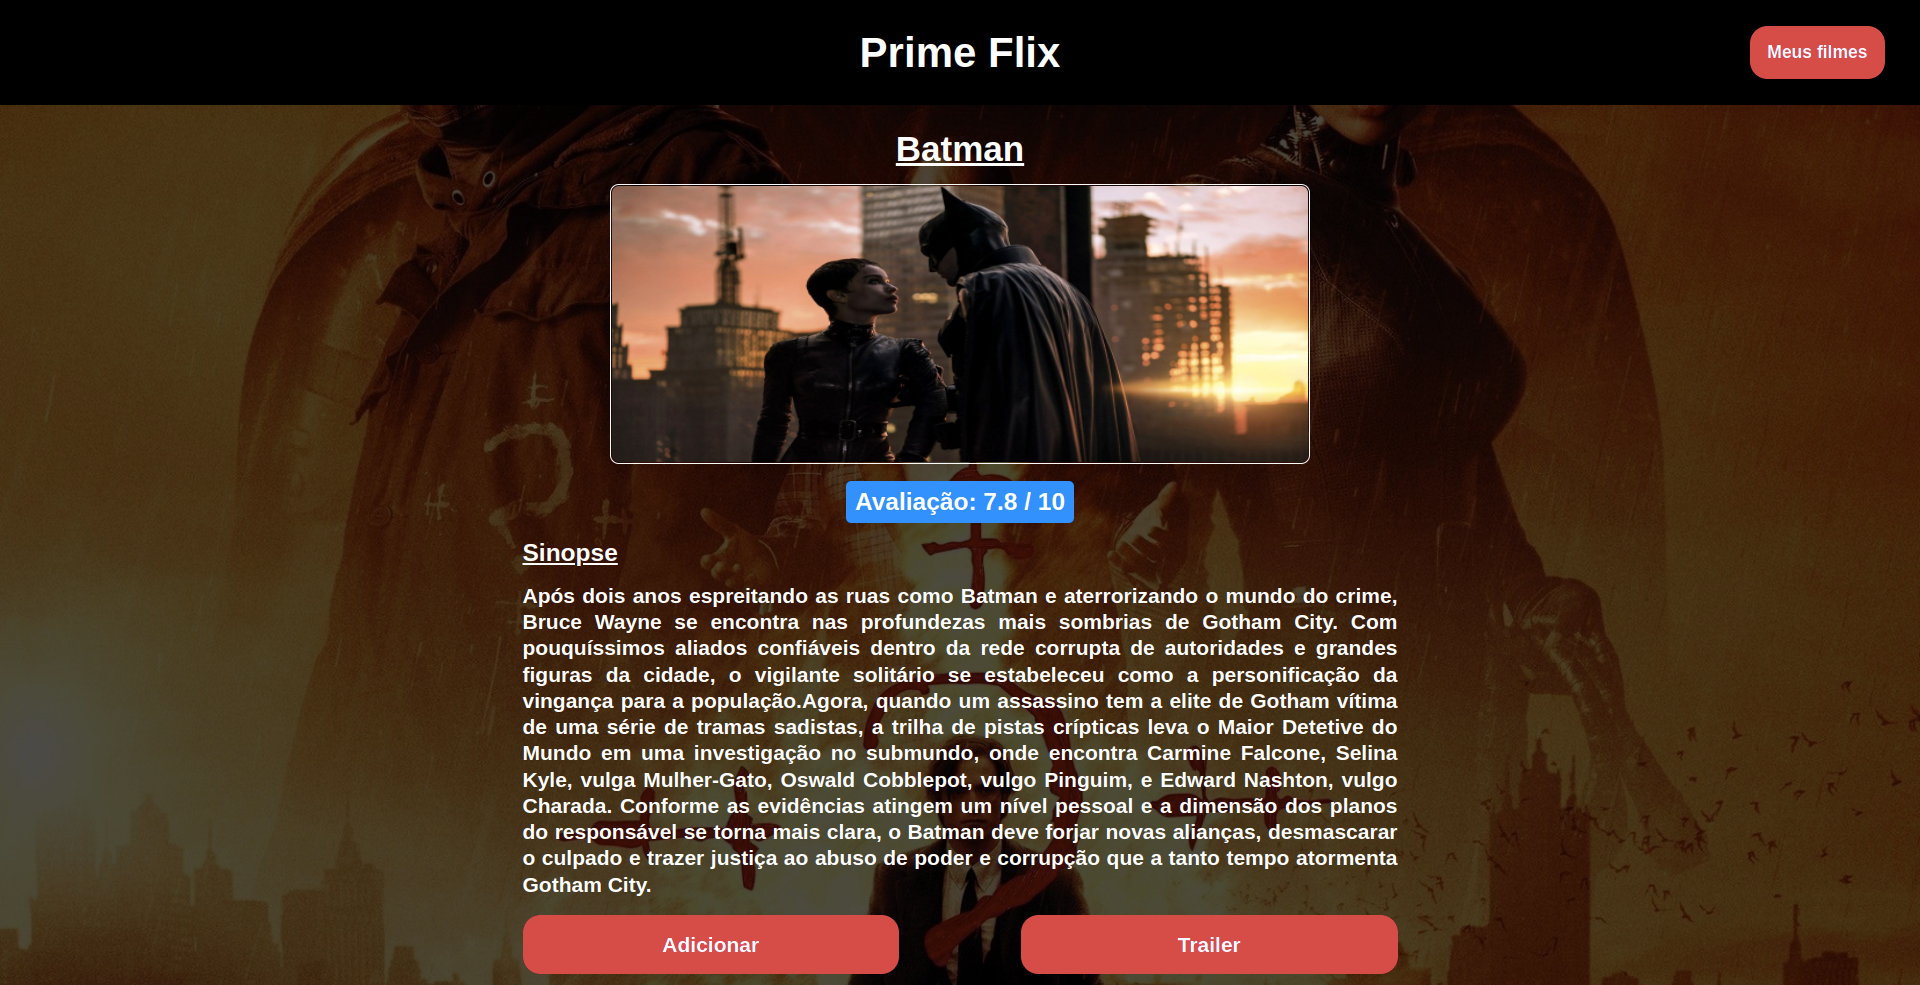 Prime Flix
Meus filmes
Batman
Avaliação: 7.8 / 10
Sinopse
Após dois anos espreitando as ruas como Batman e aterrorizando o mundo do crime,
Bruce Wayne se encontra nas profundezas mais sombrias de Gotham City. Com
pouquíssimos aliados confiáveis dentro da rede corrupta de autoridades e grandes
figuras da cidade, o vigilante solitário se estabeleceu como a personificação da
vingança para a população.Agora, quando um assassino tem a elite de Gotham vítima
de uma série de tramas sadistas, a trilha de pistas crípticas leva o Maior Detetive do
Mundo em uma investigação no submundo, onde encontra Carmine Falcone, Selina
Kyle, vulga Mulher-Gato, Oswald Cobblepot, vulgo Pinguim, e Edward Nashton, vulgo
Charada. Conforme as evidências atingem um nível pessoal e a dimensão dos planos
do responsável se torna mais clara, o Batman deve forjar novas alianças, desmascarar
o culpado e trazer justiça ao abuso de poder e corrupção que a tanto tempo atormenta
Gotham City.
Adicionar
Trailer